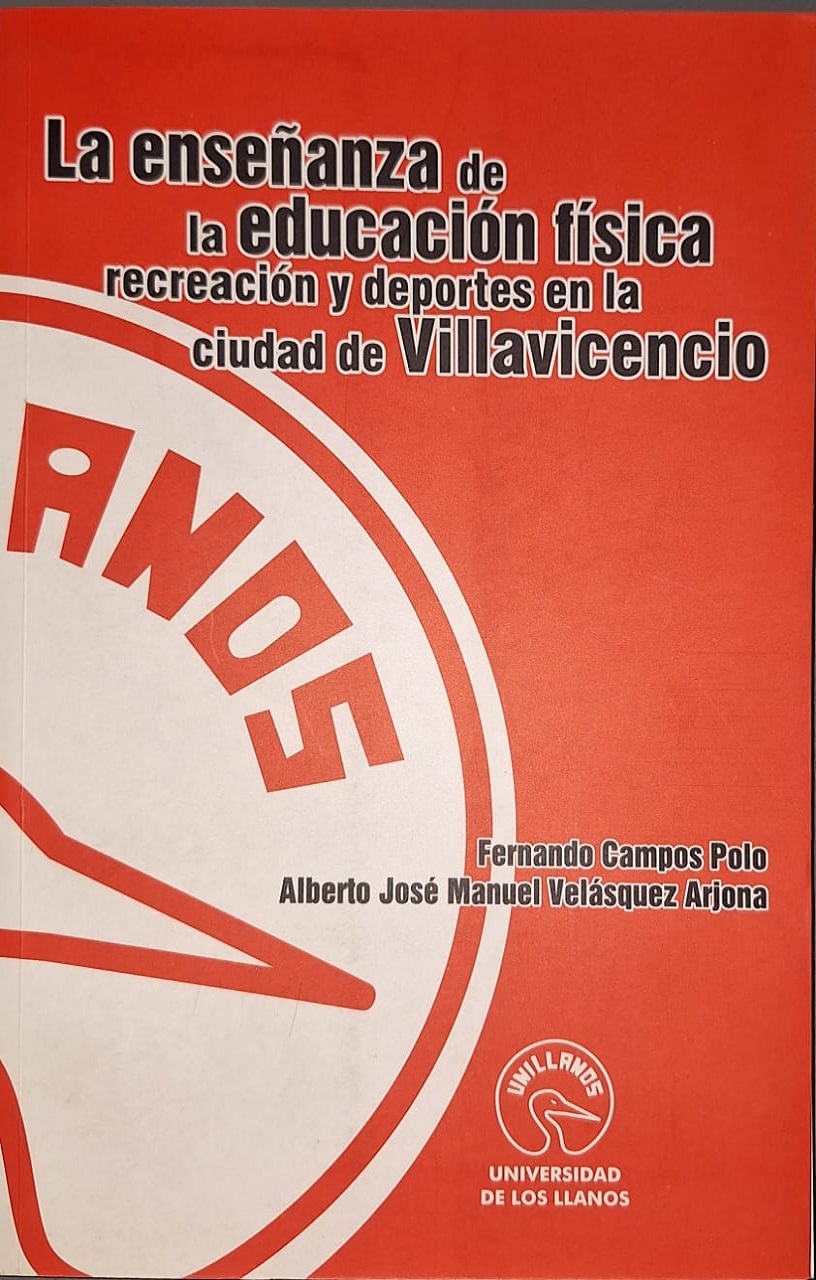 La enseñanza de
la educación física
recreación y deportes en la
ciudad de Villavicencio
ANOS
Fernando Campos Polo
Alberto José Manuel Velásquez Arjona
UNILLANOS
UNIVERSIDAD
DE LOS LLANOS